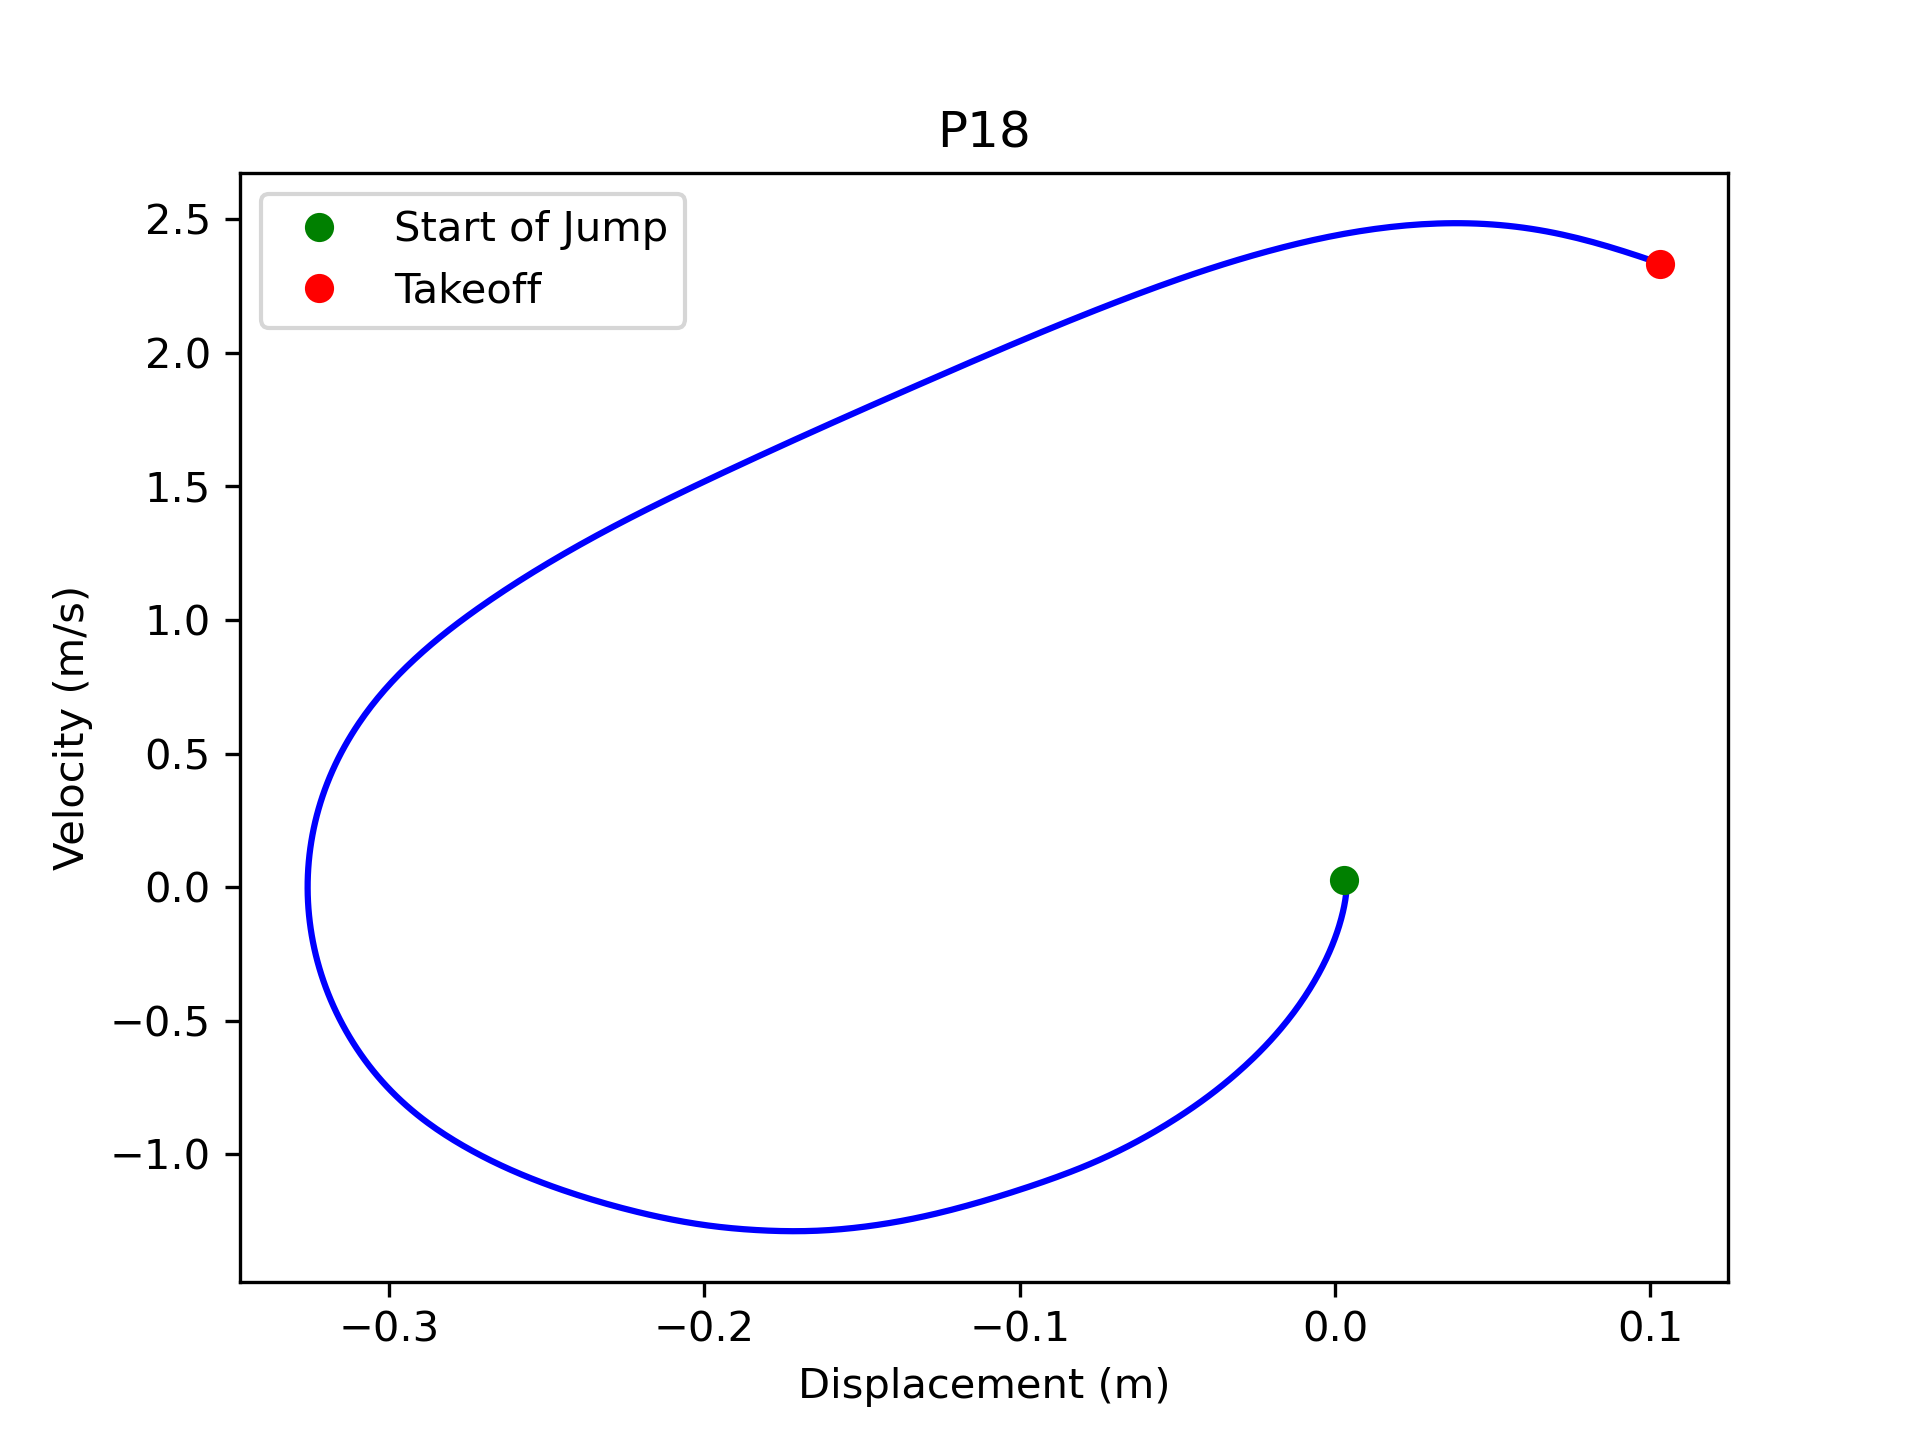 P18
Start of Jump
Takeoff
2.5
2.0
1.5
1.0
0.5
0.0
−0.5
−1.0
Velocity (m/s)
−0.3 −0.2 −0.1 0.0 0.1
Displacement (m)